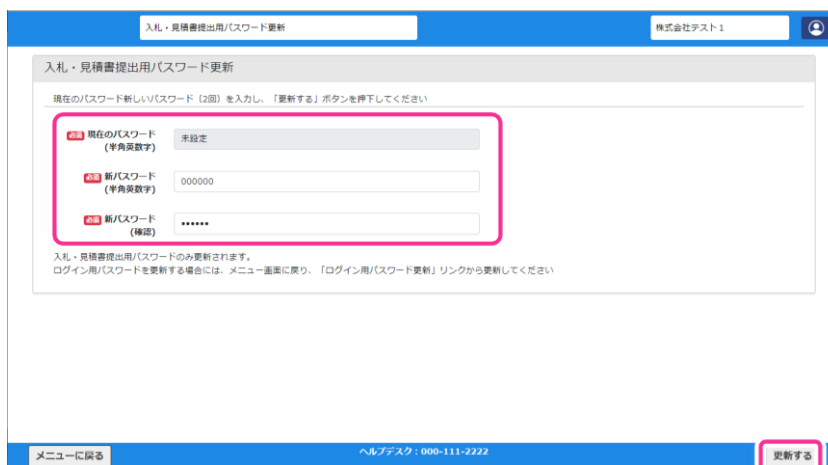 入札・見積書提出用パスワード更新
株式会社テスト1
入札・見積書提出用パスワード更新
現在のパスワード新しいパスワード（2回）を入力し、「更新する」ボタンを押下してください
必須 現在のパスワード
(半角英数字)
未設定
必須 新パスワード
(半角英数字)
000000
必須 新パスワード
(確認)
••••••
入札・見積書提出用パスワードのみ更新されます。
ログイン用パスワードを更新する場合には、メニュー画面に戻り、「ログイン用パスワード更新」リンクから更新してください
メニューに戻る
ヘルプデスク：000-111-2222
更新する